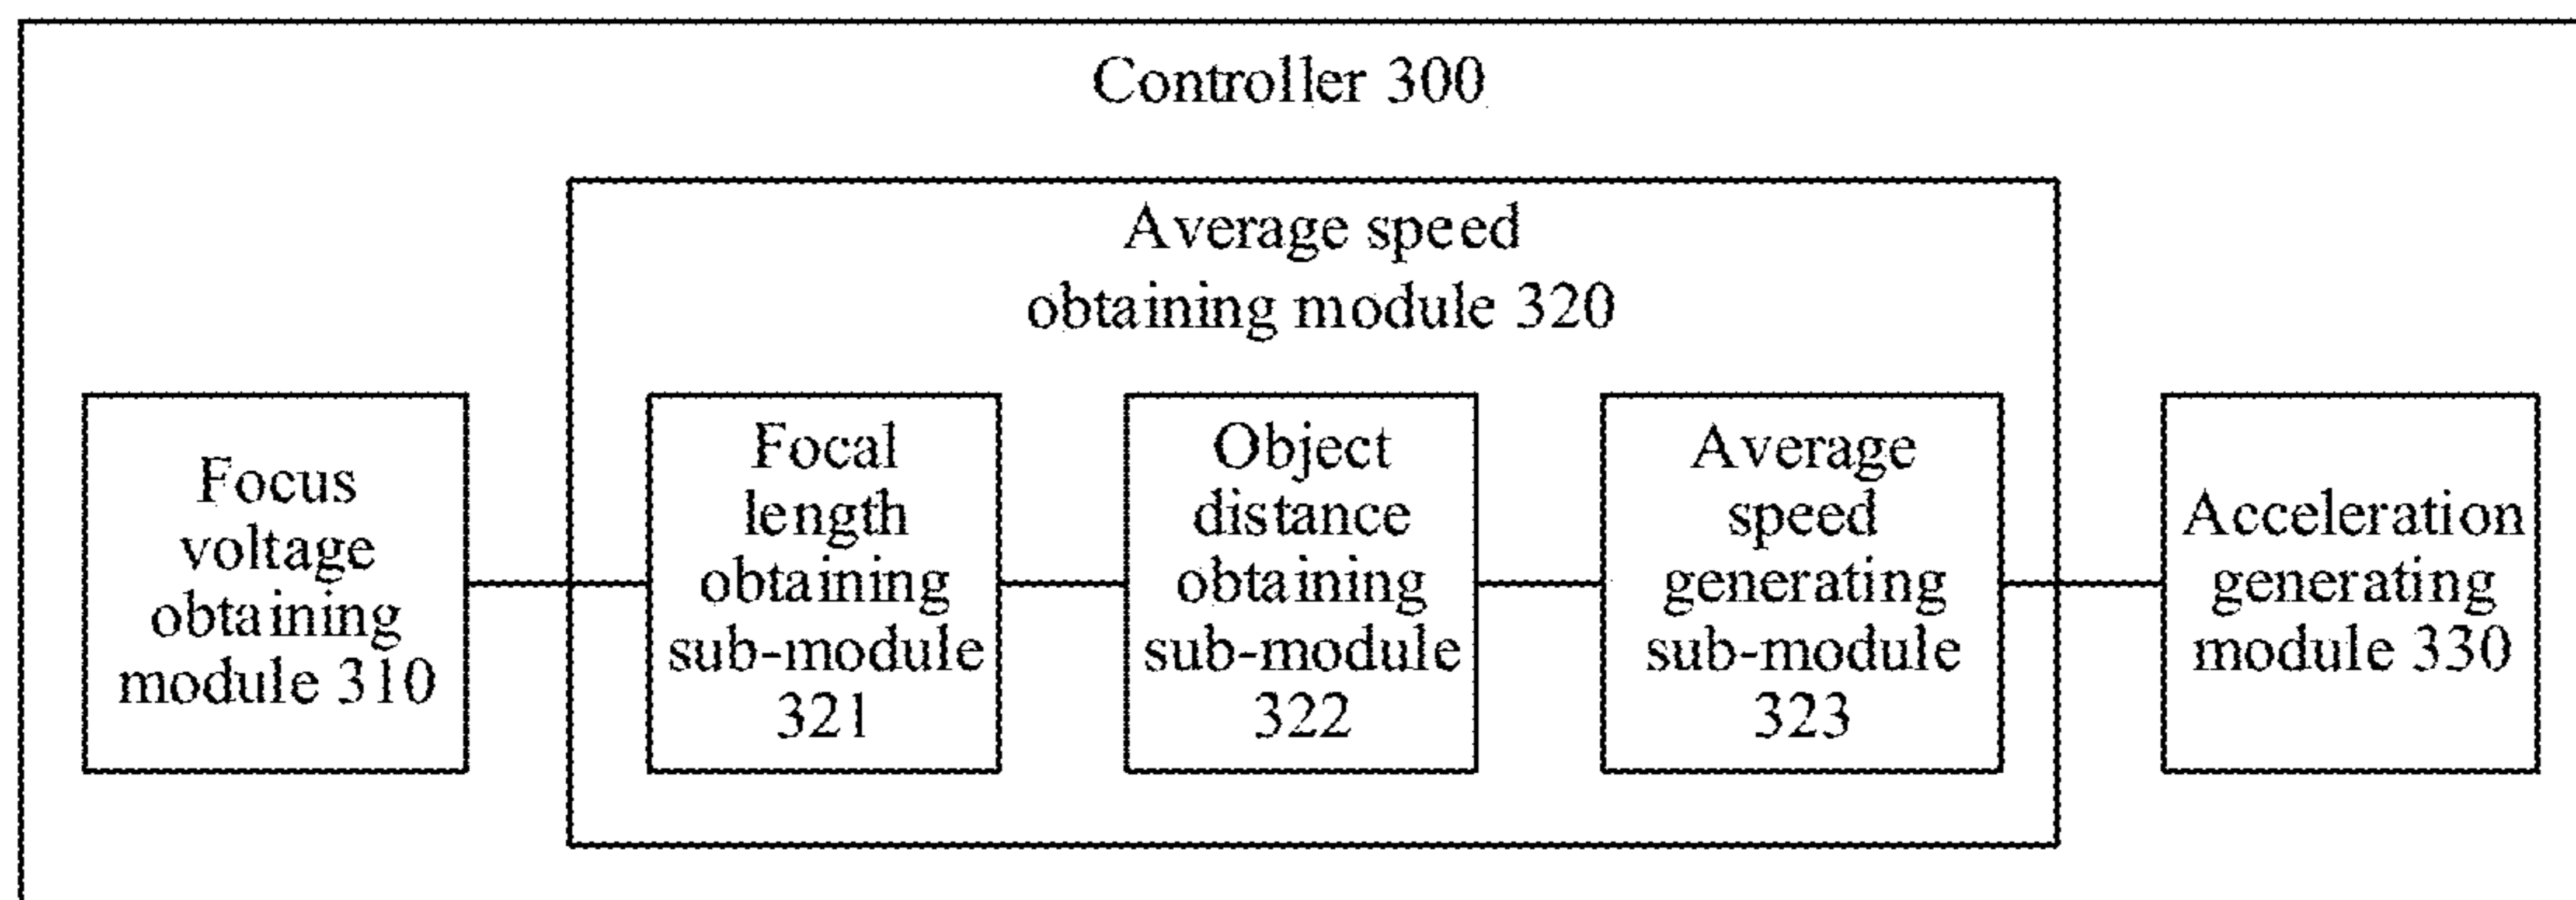 Controller 300
Average speed
obtaining module 320
Focus
voltage
obtaining
module 310
Focal
length
obtaining
sub-module
321
Object
distance
obtaining
sub-module
322
Average
speed
generating
sub-module
323
Acceleration
generating
module 330